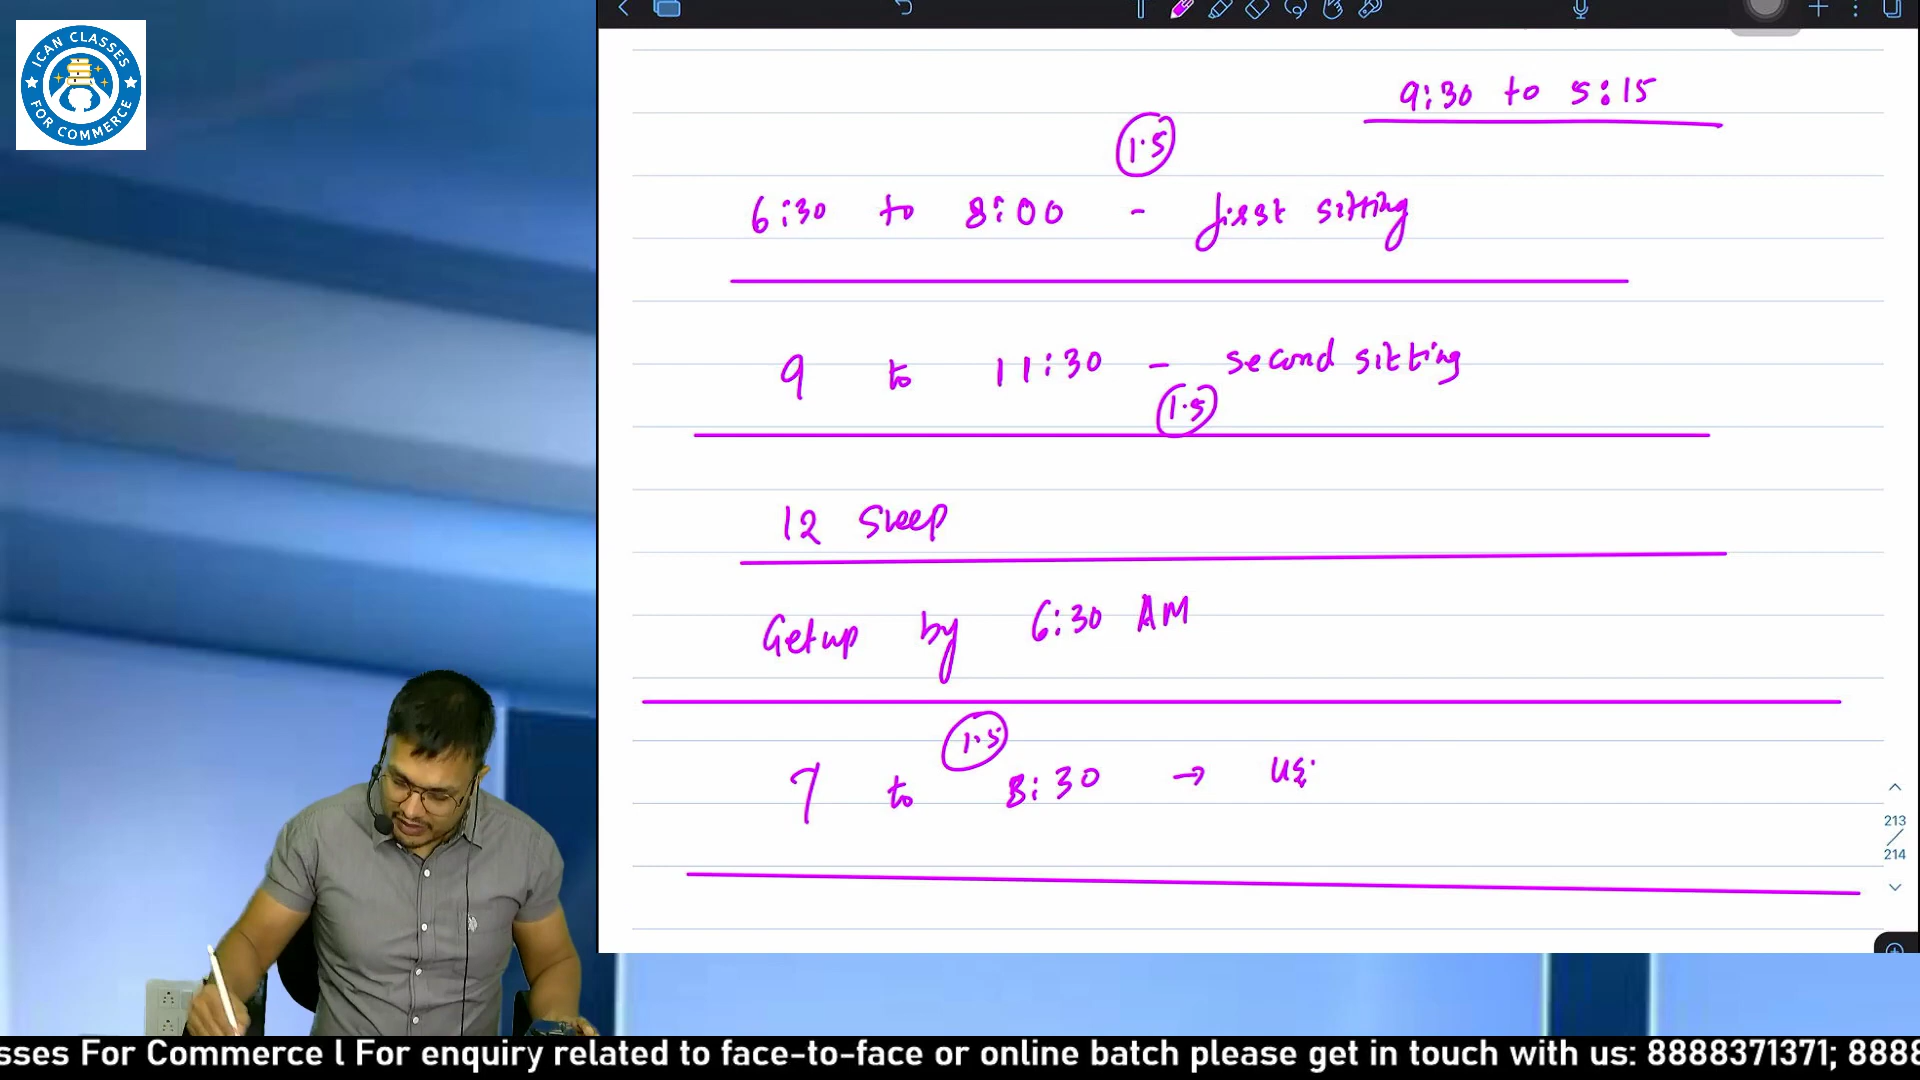 ICAN CLASSES
FOR COMMERCE
9:30 to 5:15
1.5
6:30 to 8:00 - first sitting
9 to 11:30 - second sitting
1.5
12 Sleep
Getup by 6:30 AM
1.5
7 to 8:30 →
213
214
sses For Commerce l For enquiry related to face-to-face or online batch please get in touch with us: 8888371371; 8888